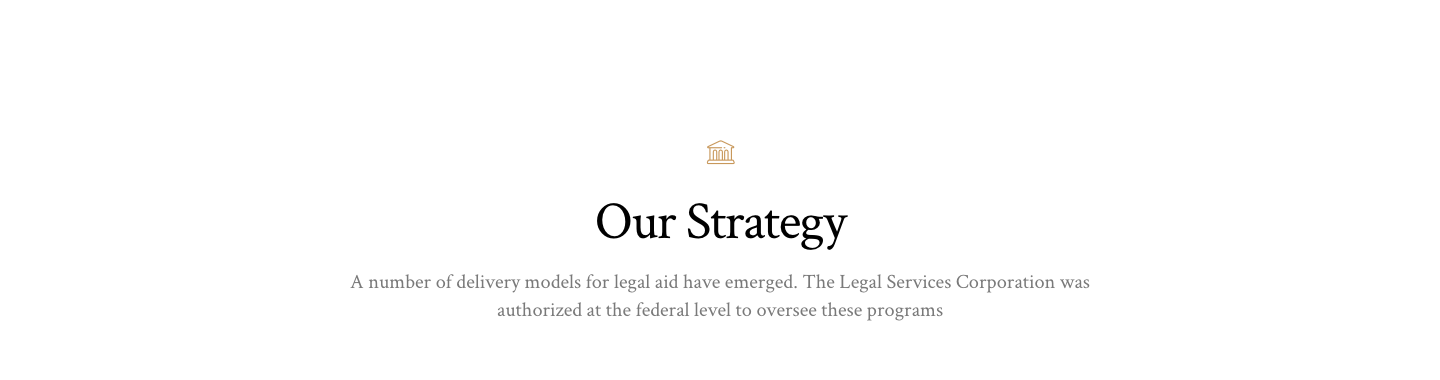 Our Strategy
A number of delivery models for legal aid have emerged. The Legal Services Corporation was
authorized at the federal level to oversee these programs